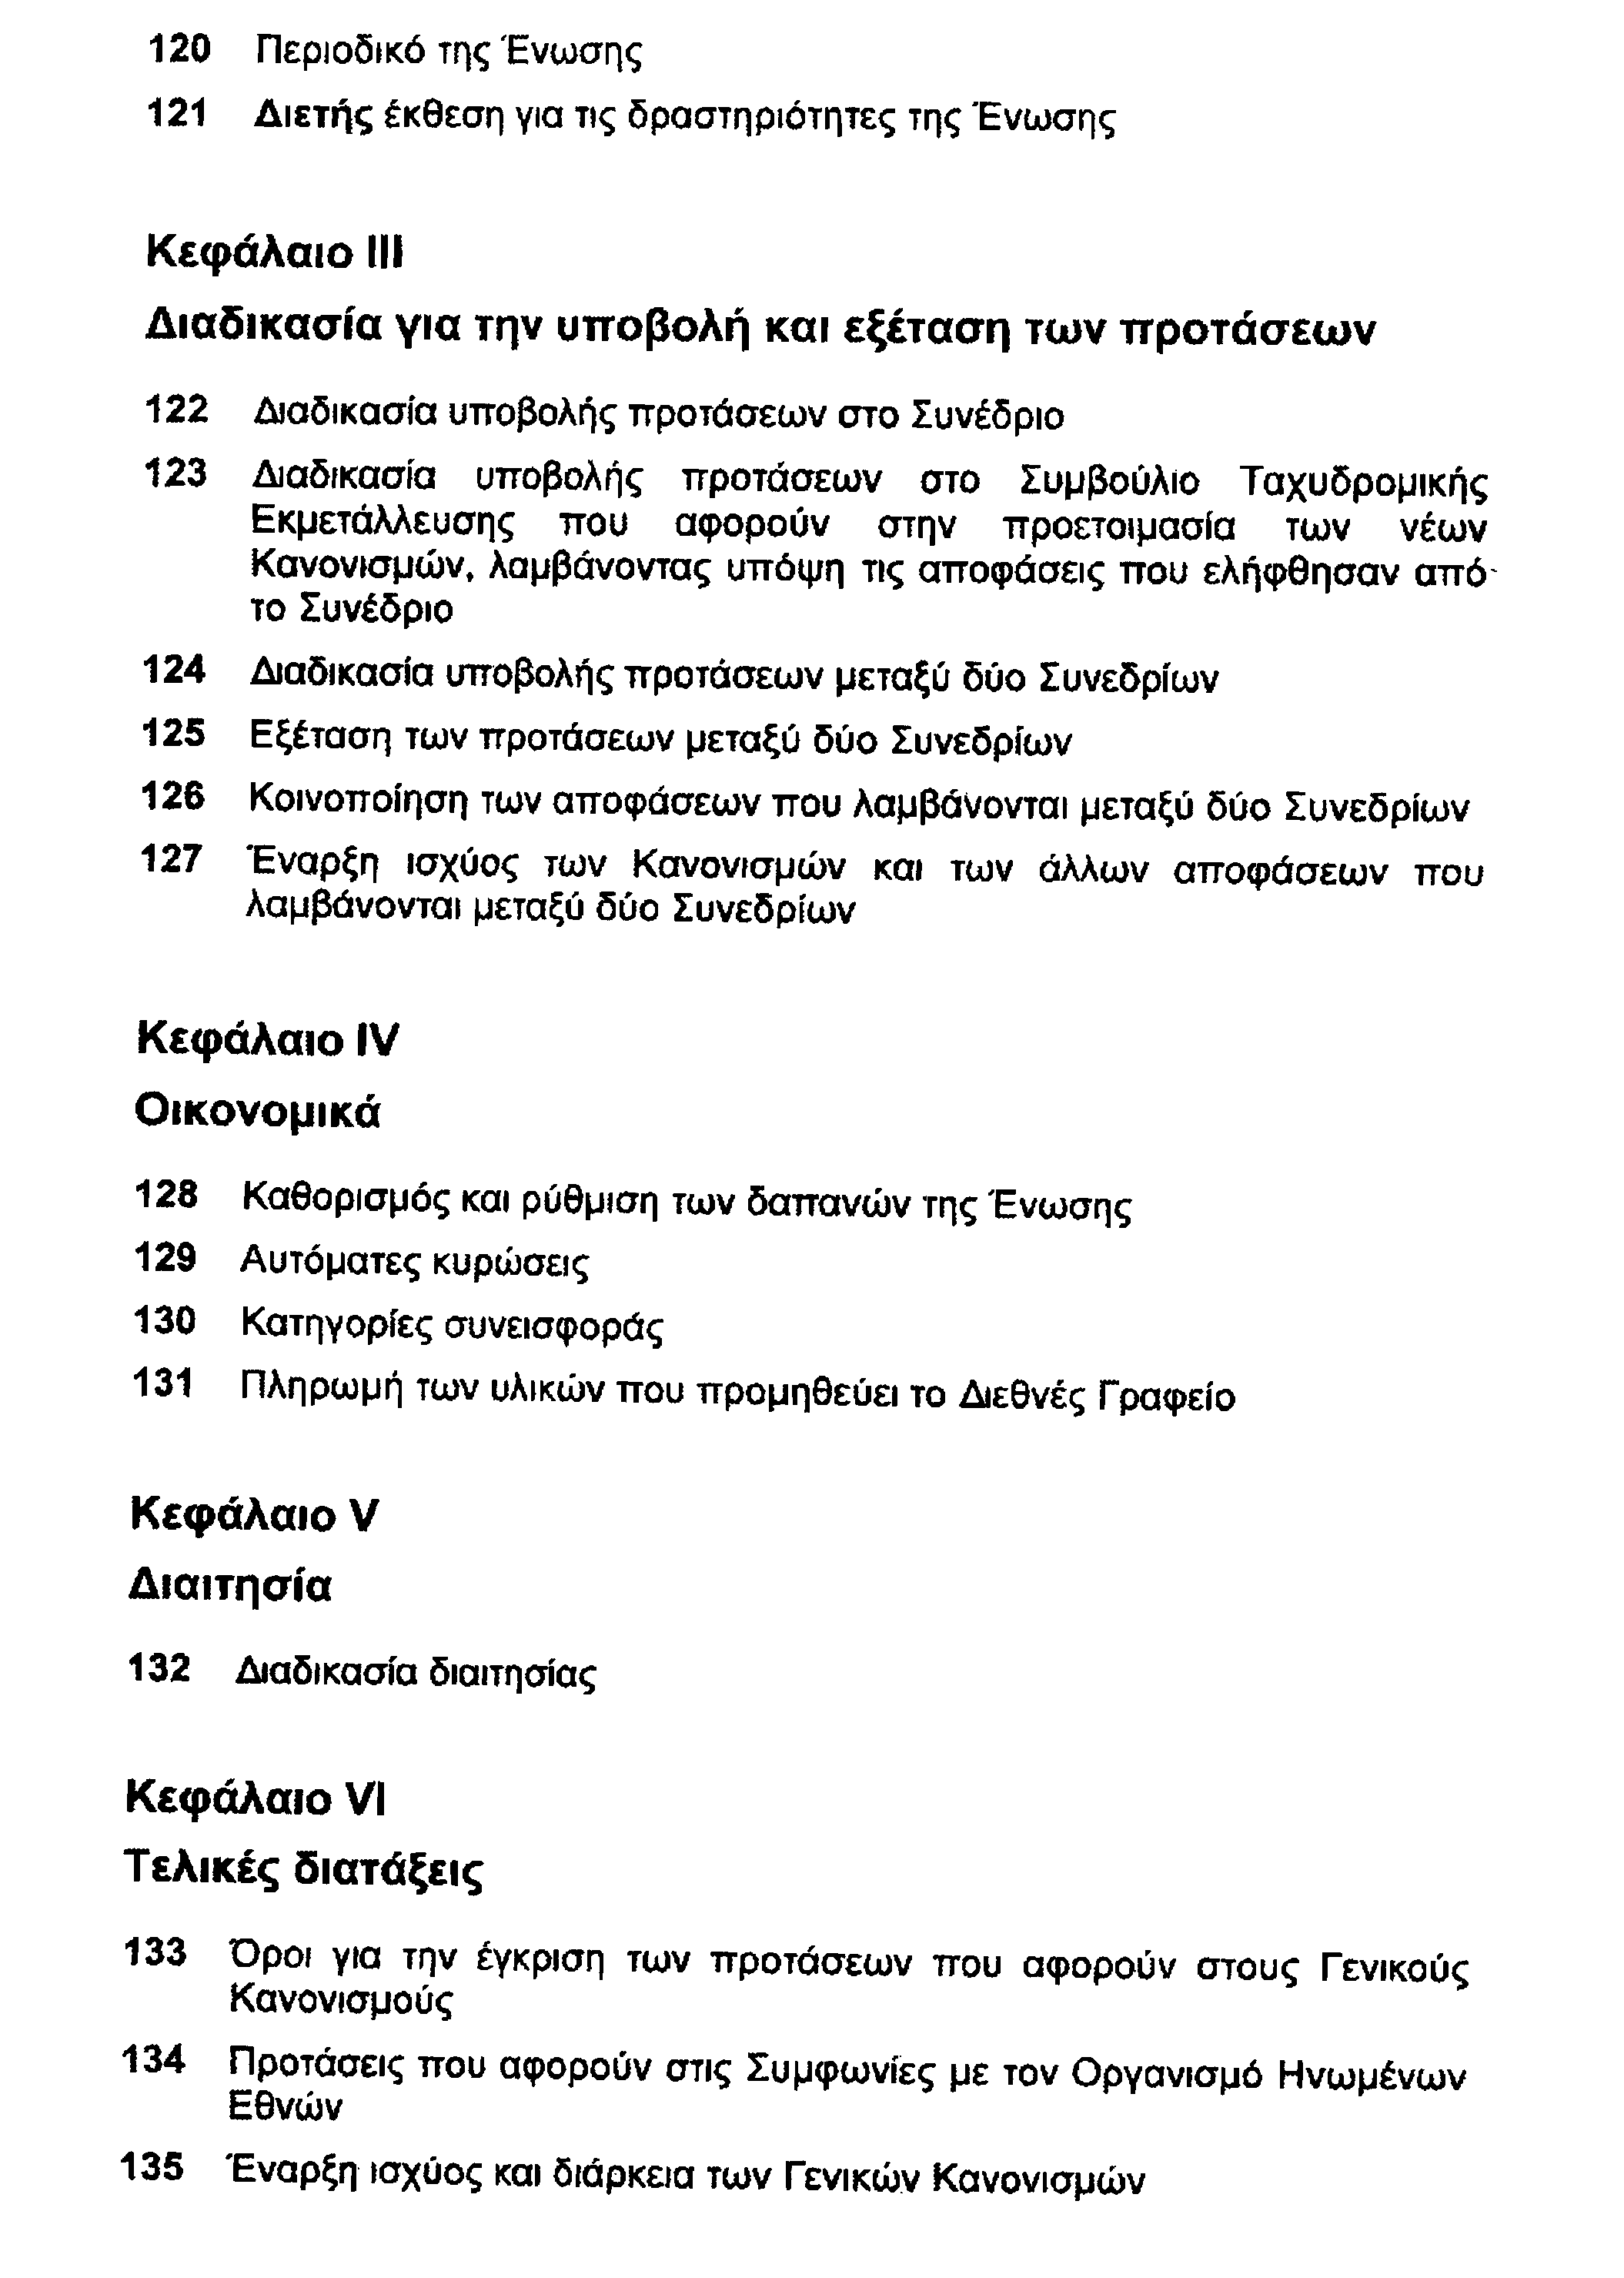 120 Περιοδικό της Ένωσης
121 Διετής έκθεση για τις δραστηριότητες της Ένωσης
Κεφάλαιο III
Διαδικασία για την υποβολή και εξέταση των προτάσεων
122 Διαδικασία υποβολής προτάσεων στο Συνέδριο
123 Διαδικασία υποβολής προτάσεων στο Συμβούλιο Ταχυδρομικής
Εκμετάλλευσης που αφορούν στην προετοιμασία των νέων
Κανονισμών, λαμβάνοντας υπόψη τις αποφάσεις που ελήφθησαν από
το Συνέδριο
124 Διαδικασία υποβολής προτάσεων μεταξύ δύο Συνεδρίων
125 Εξέταση των προτάσεων μεταξύ δύο Συνεδρίων
126 Κοινοποίηση των αποφάσεων που λαμβάνονται μεταξύ δύο Συνεδρίων
127 Έναρξη ισχύος των Κανονισμών και των άλλων αποφάσεων που
λαμβάνονται μεταξύ δύο Συνεδρίων
Κεφάλαιο IV
Οικονομικά
128 Καθορισμός και ρύθμιση των δαπανών της Ένωσης
129 Αυτόματες κυρώσεις
130 Κατηγορίες συνεισφοράς
131 Πληρωμή των υλικών που προμηθεύει το Διεθνές Γραφείο
Κεφάλαιο V
Διαιτησία
132 Διαδικασία διαιτησίας
Κεφάλαιο VI
Τελικές διατάξεις
133 Όροι για την έγκριση των προτάσεων που αφορούν στους Γενικούς
Κανονισμούς
134 Προτάσεις που αφορούν στις Συμφωνίες με τον Οργανισμό Ηνωμένων
Εθνών
135 Έναρξη ισχύος και διάρκεια των Γενικών Κανονισμών